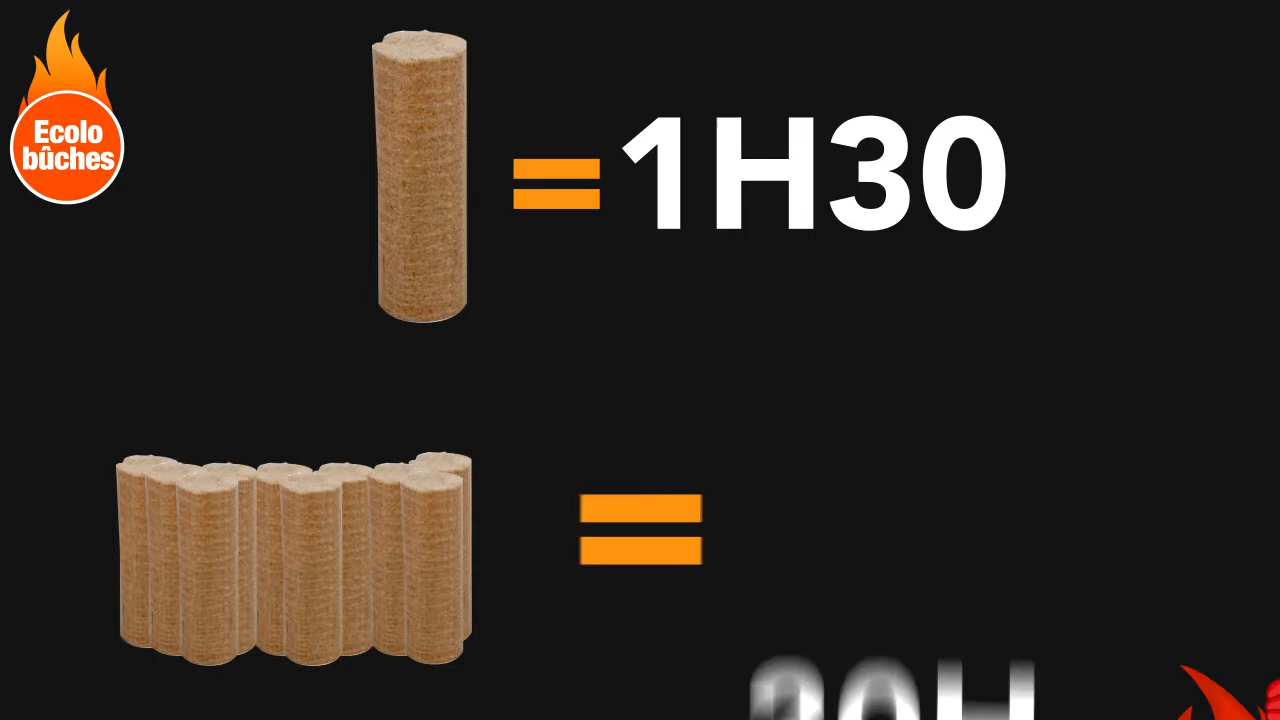 Ecolo
bûches
=1H30
=